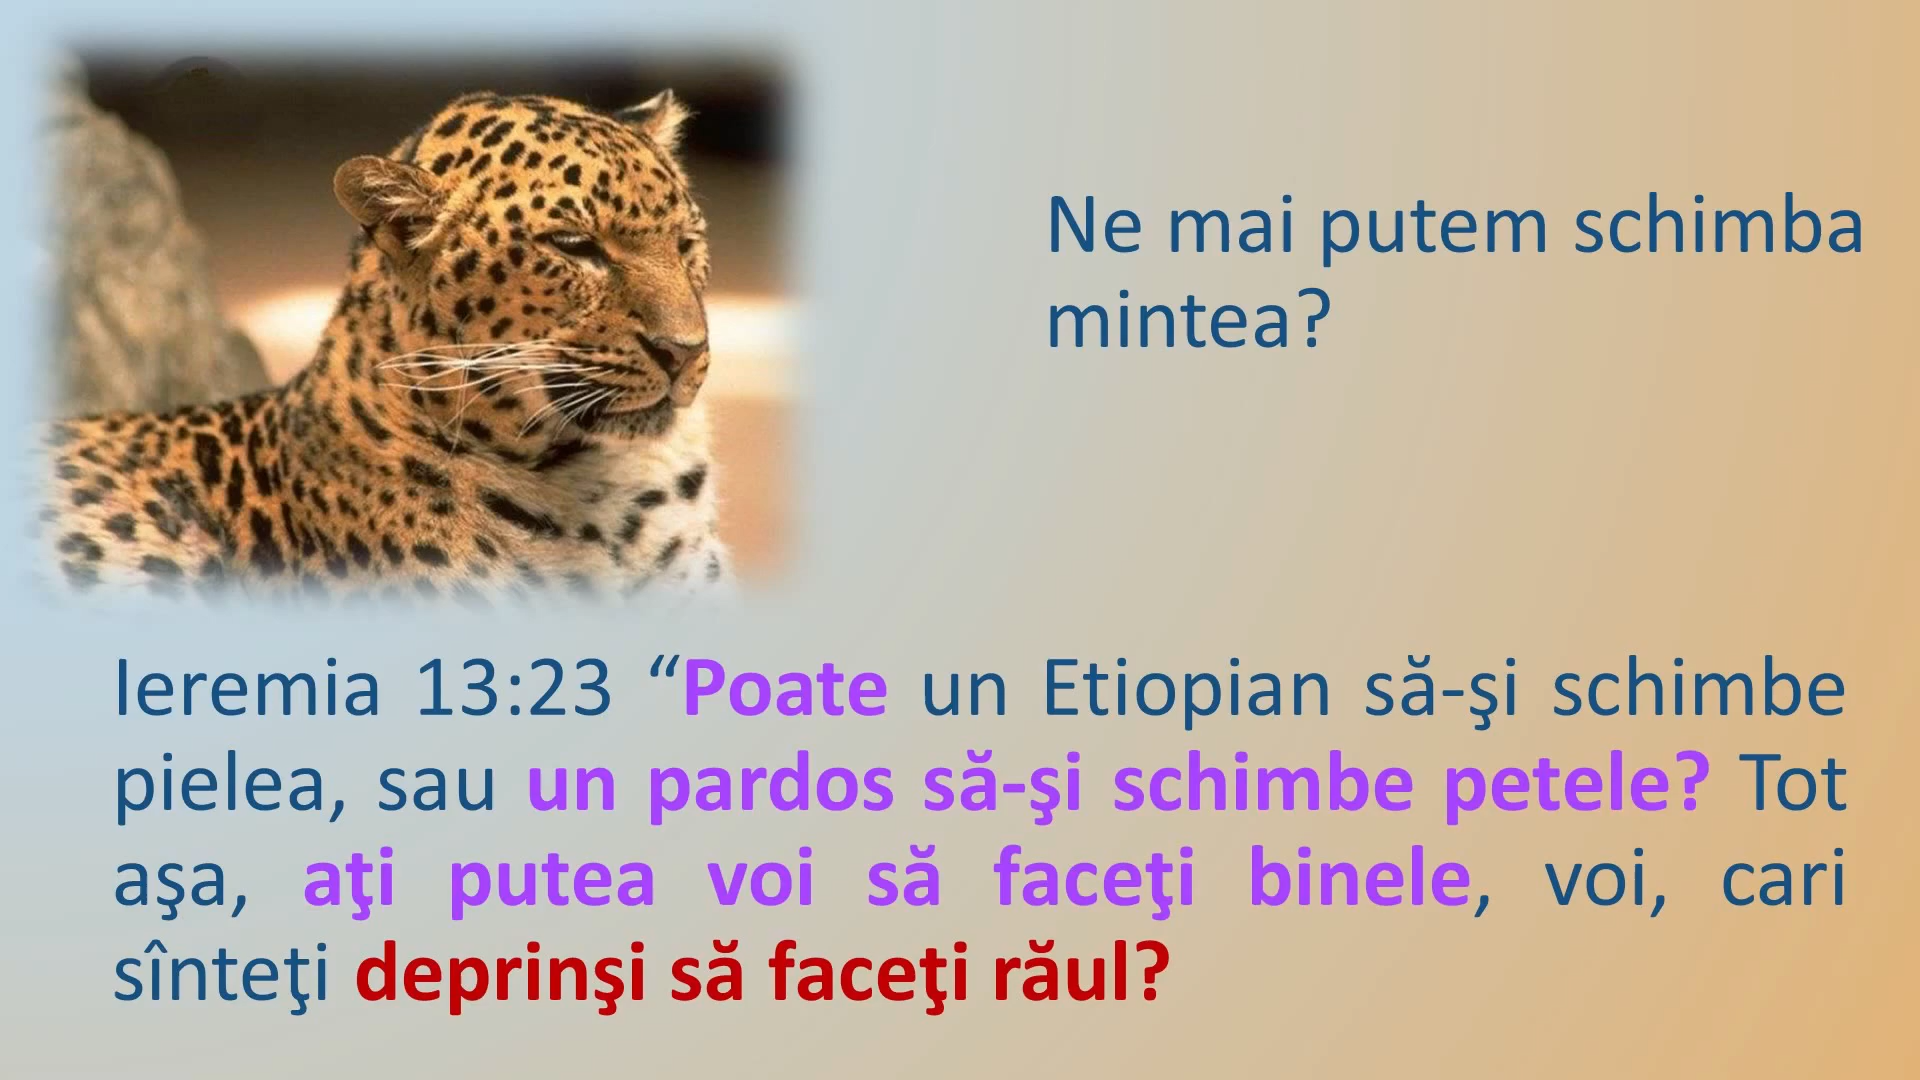 Ne mai putem schimba
mintea?
Ieremia 13:23 “Poate un Etiopian să-şi schimbe
pielea, sau un pardos să-şi schimbe petele? Tot
aşa, aţi putea voi să faceţi binele, voi, cari
sînteţi deprinşi să faceţi răul?